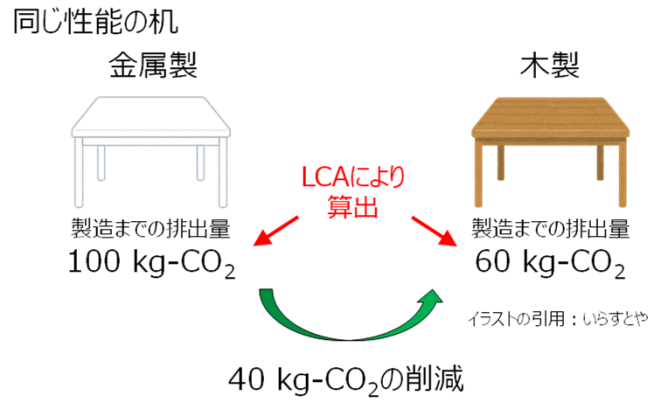 同じ性能の机
金属製
木製
LCAにより
算出
製造までの排出量
100 kg-CO₂
製造までの排出量
60 kg-CO₂
イラストの引用：いらすとや
40 kg-CO₂の削減